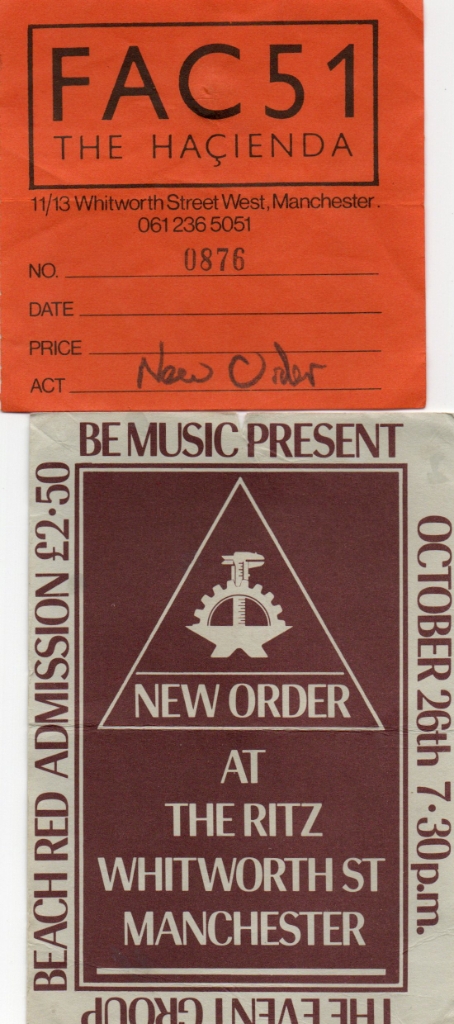 FAC 51
THE HAÇIENDA
11/13 Whitworth Street West, Manchester.
061 236 5051
NO. 0876
DATE
PRICE
ACT New Order
BE MUSIC PRESENT
OCTOBER 26th 7·30p.m.
THE EVENT GROUP
BEACH RED ADMISSION £2·50
NEW ORDER
AT
THE RITZ
WHITWORTH ST
MANCHESTER